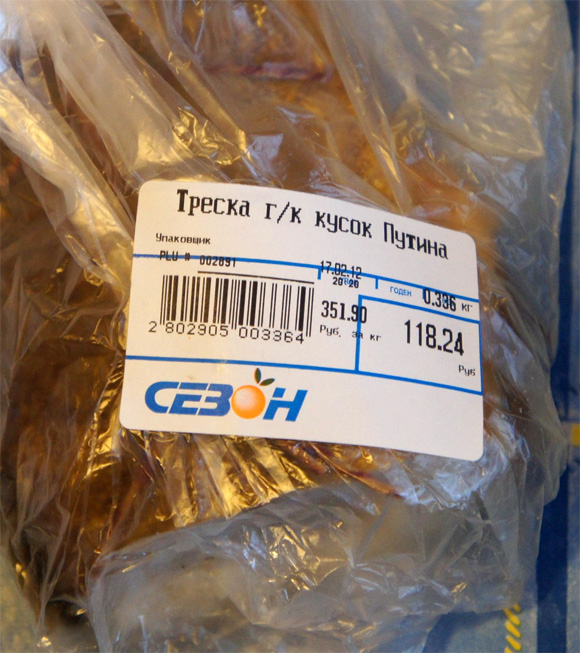 Треска г/к кусок Путина
Упаковщик
PLU # 002891
17.02.12
20:20
годен
0.336 кг
2 802905 003364
351.90
Руб. за кг
118.24
Руб
СЕЗОН